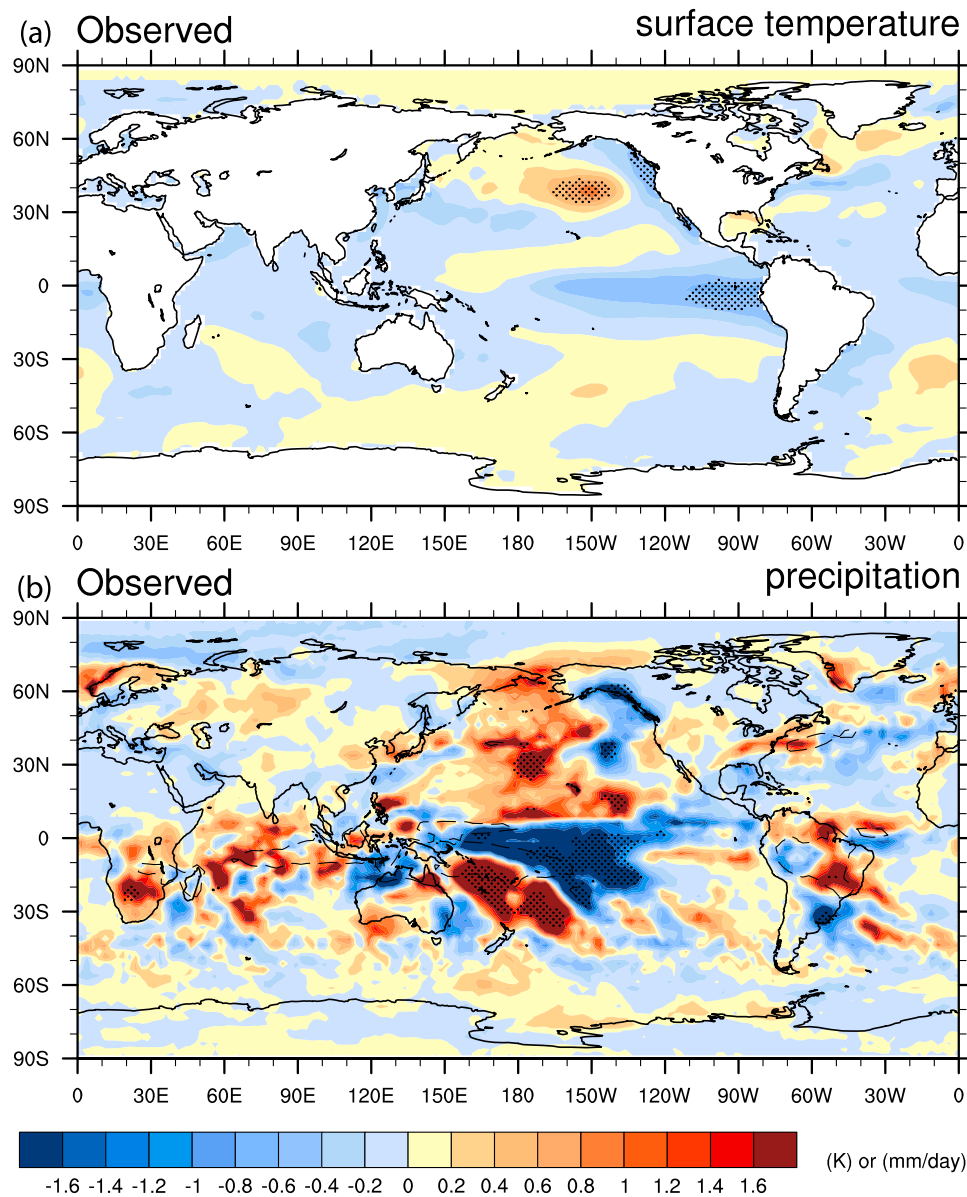 (a) Observed surface temperature
90N
60N
30N
0
30S
60S
90S
0 30E 60E 90E 120E 150E 180 150W 120W 90W 60W 30W 0
(b) Observed precipitation
90N
60N
30N
0
30S
60S
90S
0 30E 60E 90E 120E 150E 180 150W 120W 90W 60W 30W 0
(K) or (mm/day)
-1.6 -1.4 -1.2 -1 -0.8 -0.6 -0.4 -0.2 0 0.2 0.4 0.6 0.8 1 1.2 1.4 1.6